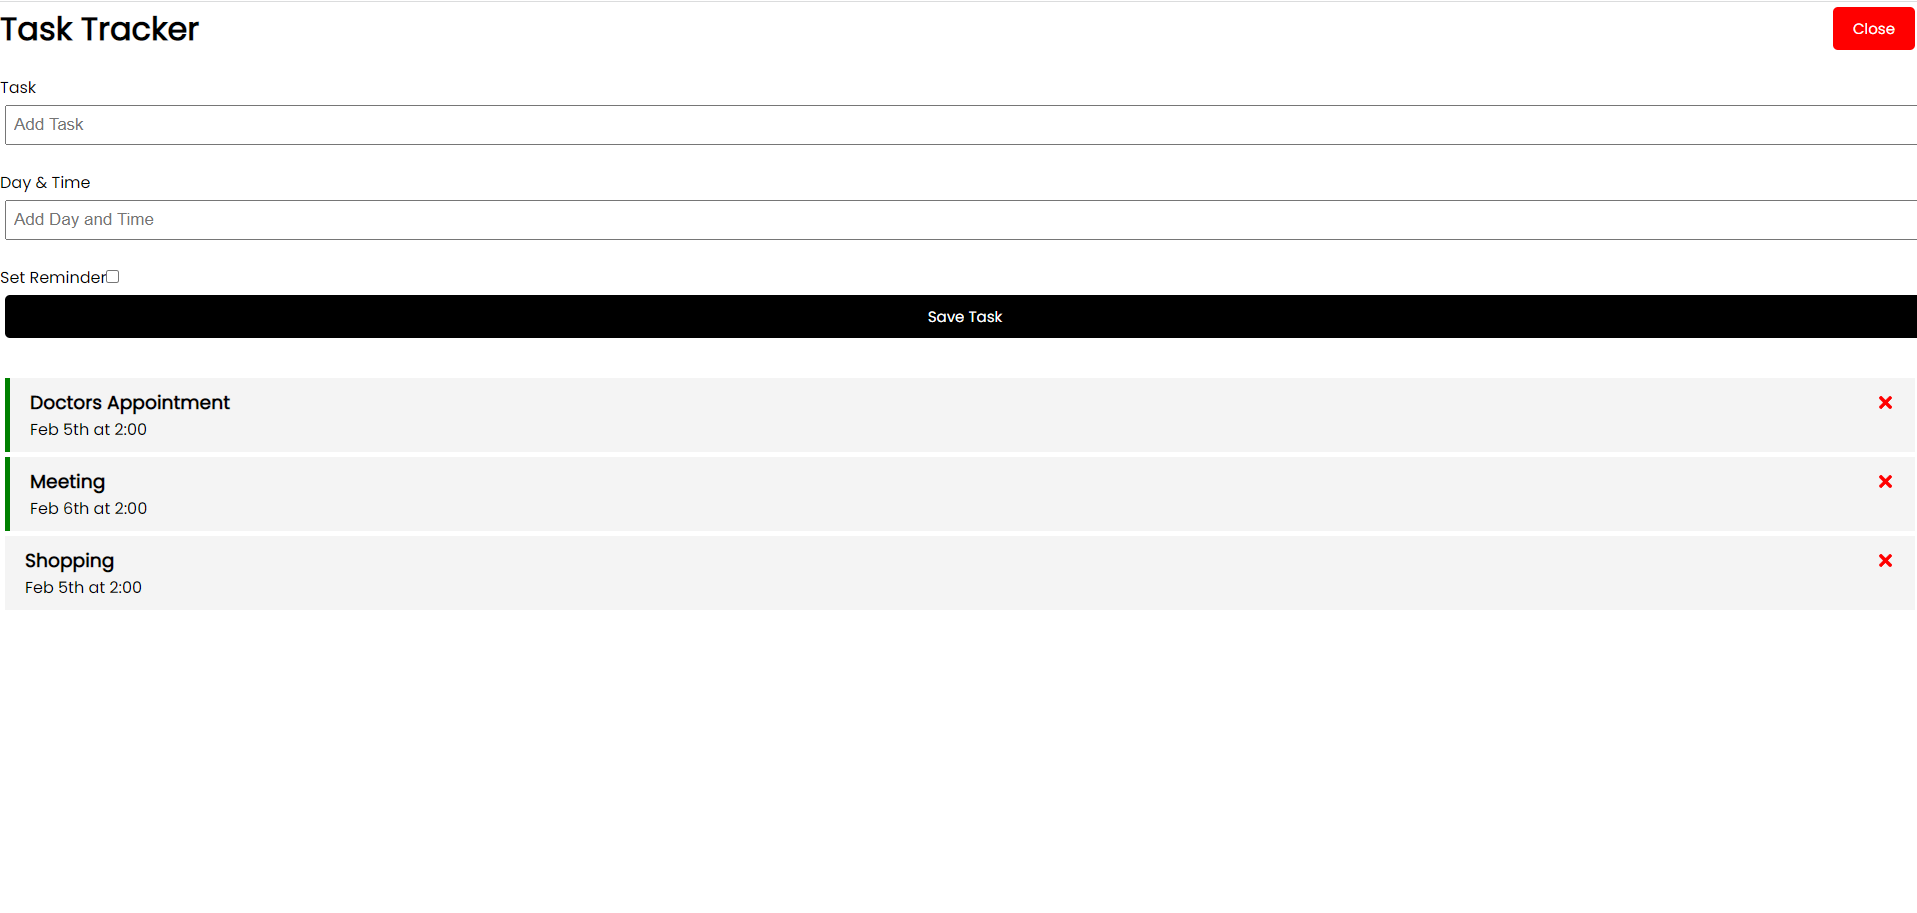 Task Tracker
Close
Task
Add Task
Day & Time
Add Day and Time
Set Reminder
Save Task
Doctors Appointment
Feb 5th at 2:00
Meeting
Feb 6th at 2:00
Shopping
Feb 5th at 2:00